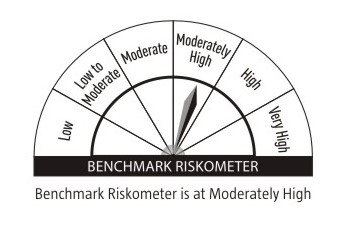 Low
Low to
Moderate
Moderate
Moderately
High
High
Very High
BENCHMARK RISKOMETER
Benchmark Riskometer is at Moderately High